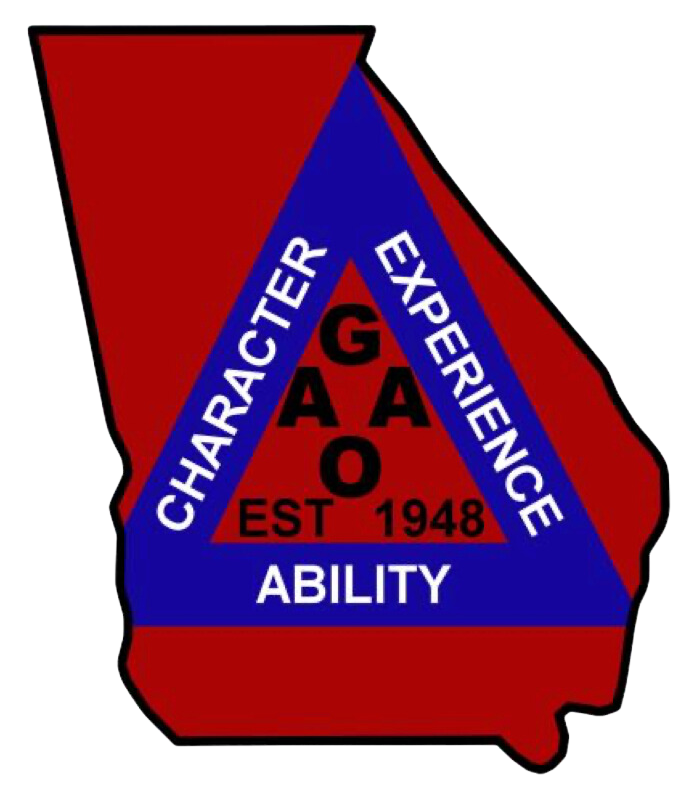 CHARACTER
EXPERIENCE
G
A A
O
EST 1948
ABILITY